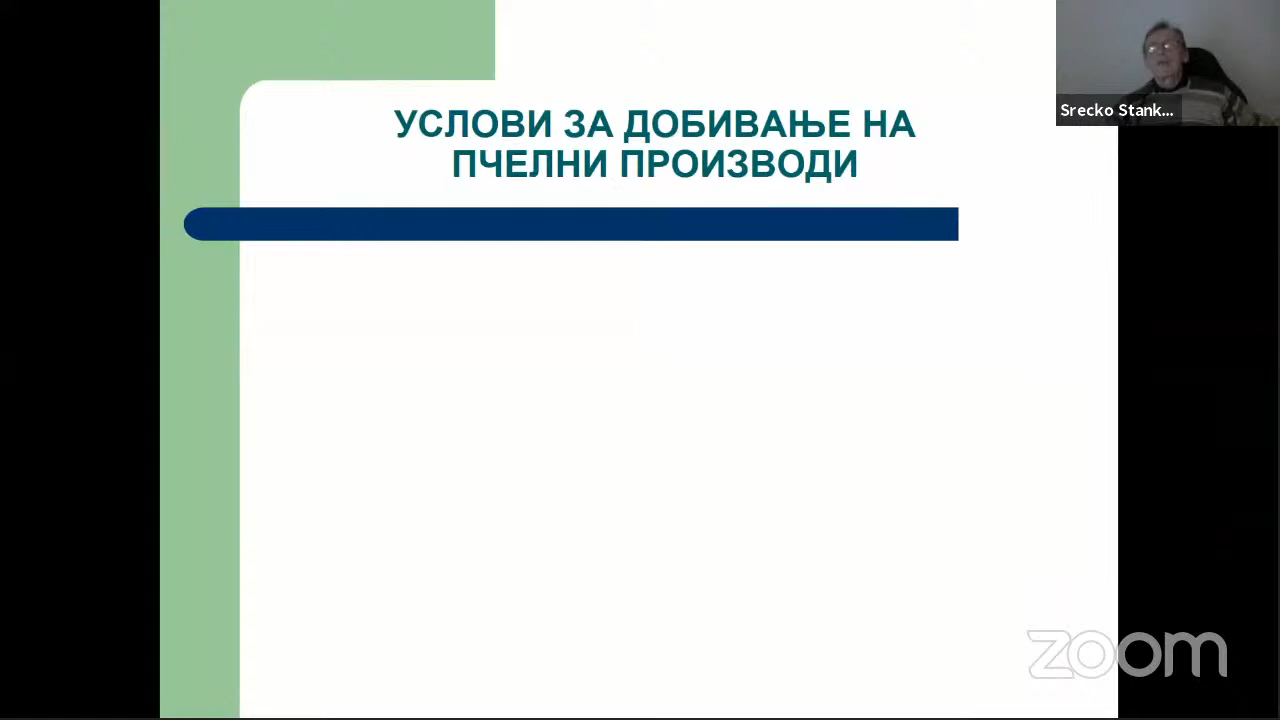 УСЛОВИ ЗА ДОБИВАЊЕ НА
ПЧЕЛНИ ПРОИЗВОДИ
Srecko Stank...
zoom